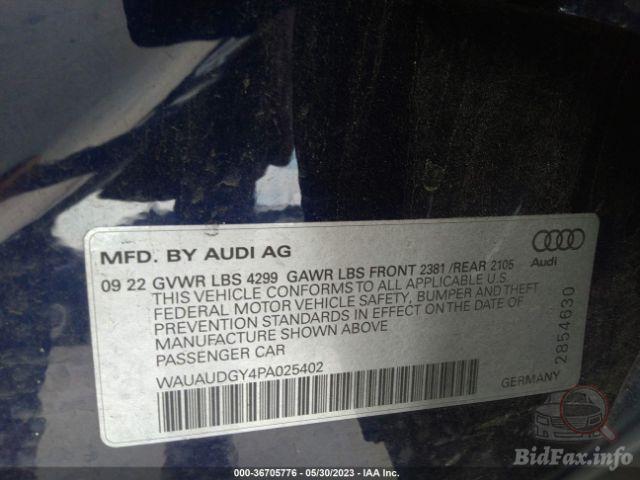 MFD. BY AUDI AG
Audi
09 22 GVWR LBS 4299 GAWR LBS FRONT 2381 /REAR 2105
THIS VEHICLE CONFORMS TO ALL APPLICABLE U.S
FEDERAL MOTOR VEHICLE SAFETY, BUMPER AND THEFT
PREVENTION STANDARDS IN EFFECT ON THE DATE OF
MANUFACTURE SHOWN ABOVE
PASSENGER CAR
WAUAUDGY4PA025402
GERMANY
2854630
BidFax.info
000-36705776 - 05/30/2023 - IAA Inc.